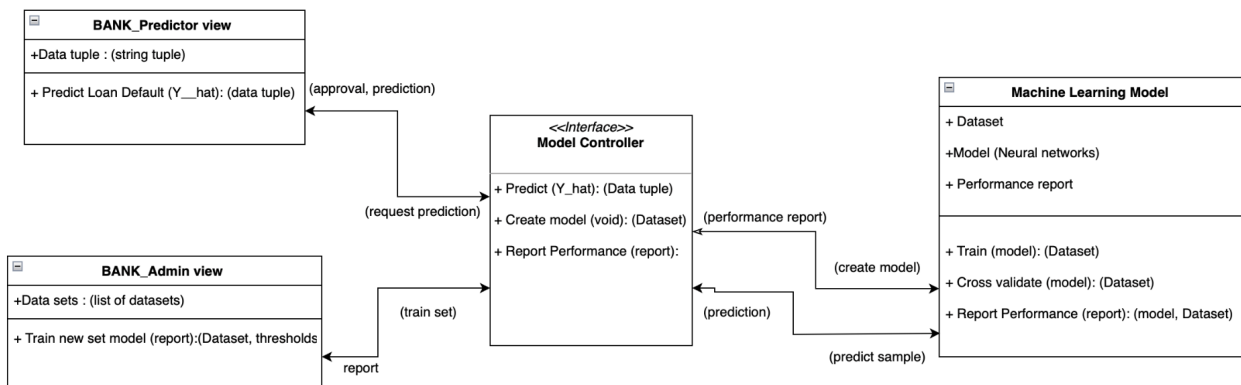 BANK_Predictor view
+Data tuple : (string tuple)
+ Predict Loan Default (Y__hat): (data tuple)
(approval, prediction)
(request prediction)
BANK_Admin view
+Data sets : (list of datasets)
+ Train new set model (report):(Dataset, thresholds
(train set)
report
<<Interface>>
Model Controller
+ Predict (Y_hat): (Data tuple)
+ Create model (void): (Dataset)
+ Report Performance (report):
(performance report)
(create model)
(prediction)
(predict sample)
Machine Learning Model
+ Dataset
+Model (Neural networks)
+ Performance report
+ Train (model): (Dataset)
+ Cross validate (model): (Dataset)
+ Report Performance (report): (model, Dataset)